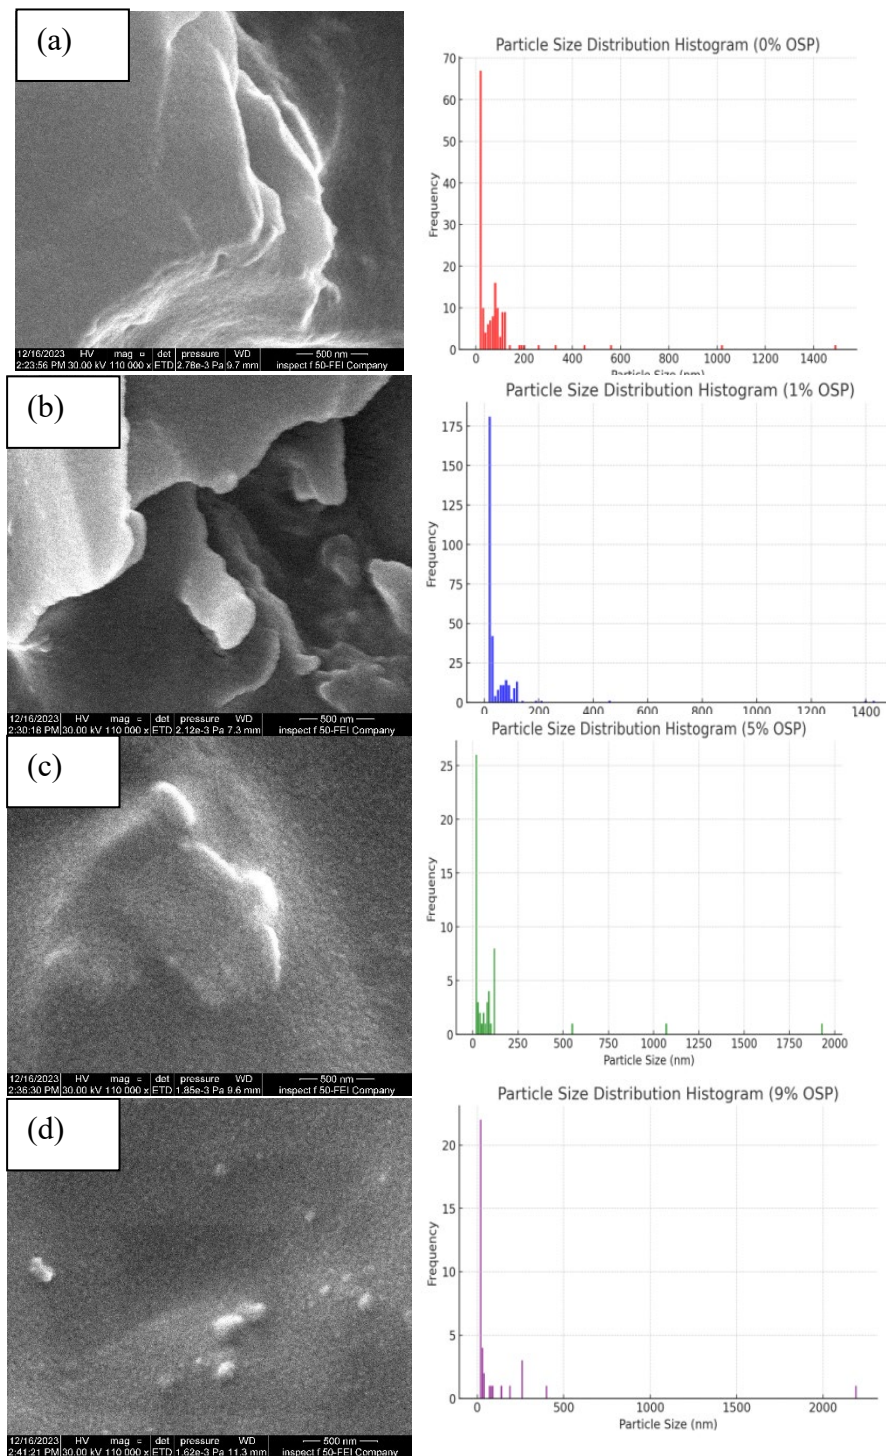 (a)
12/16/2023 HV mag ¤ det pressure WD 500 nm
2:23:56 PM 30.00 kV 110 000 x ETD 2.76e-3 Pa 9.7 mm inspect f 50-FEI Company
Particle Size Distribution Histogram (0% OSP)
Frequency
70
60
50
40
30
20
10
0
0 200 400 600 800 1000 1200 1400
Particle Size (nm)
(b)
12/16/2023 HV mag ¤ det pressure WD 500 nm
2:30:18 PM 30.00 kV 110 000 x ETD 2.12e-3 Pa 7.3 mm inspect f 50-FEI Company
Particle Size Distribution Histogram (1% OSP)
Frequency
175
150
125
100
75
50
25
0
0 200 400 600 800 1000 1200 1400
(c)
12/16/2023 HV mag ¤ det pressure WD 500 nm
2:36:30 PM 30.00 kV 110 000 x ETD 1.85e-3 Pa 9.6 mm inspect f 50-FEI Company
Particle Size Distribution Histogram (5% OSP)
Frequency
25
20
15
10
5
0
0 250 500 750 1000 1250 1500 1750 2000
Particle Size (nm)
(d)
12/16/2023 HV mag ¤ det pressure WD 500 nm
2:41:21 PM 30.00 kV 110 000 x ETD 1.62e-3 Pa 11.3 mm inspect f 50-FEI Company
Particle Size Distribution Histogram (9% OSP)
Frequency
20
15
10
5
0
0 500 1000 1500 2000
Particle Size (nm)